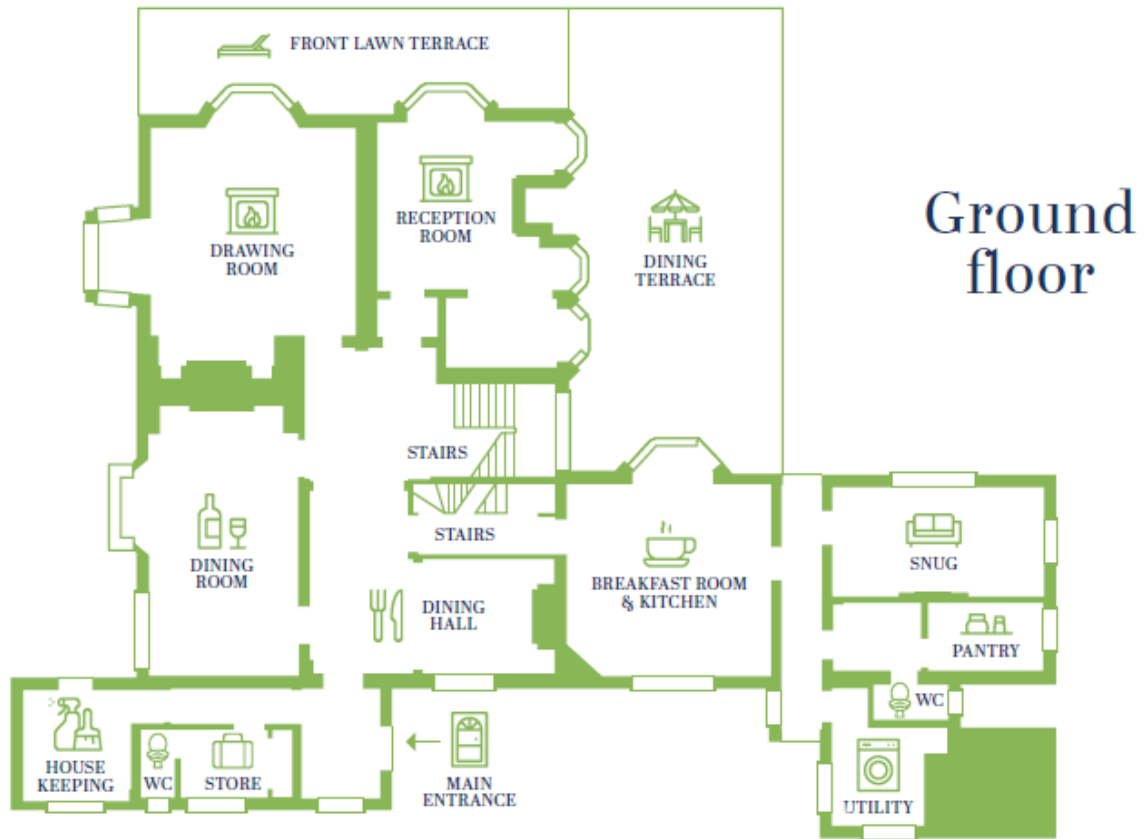 FRONT LAWN TERRACE
Ground
floor
RECEPTION
ROOM
DRAWING
ROOM
DINING
TERRACE
STAIRS
STAIRS
DINING
ROOM
SNUG
BREAKFAST ROOM
& KITCHEN
DINING
HALL
PANTRY
WC
HOUSE
KEEPING
WC
STORE
MAIN
ENTRANCE
UTILITY